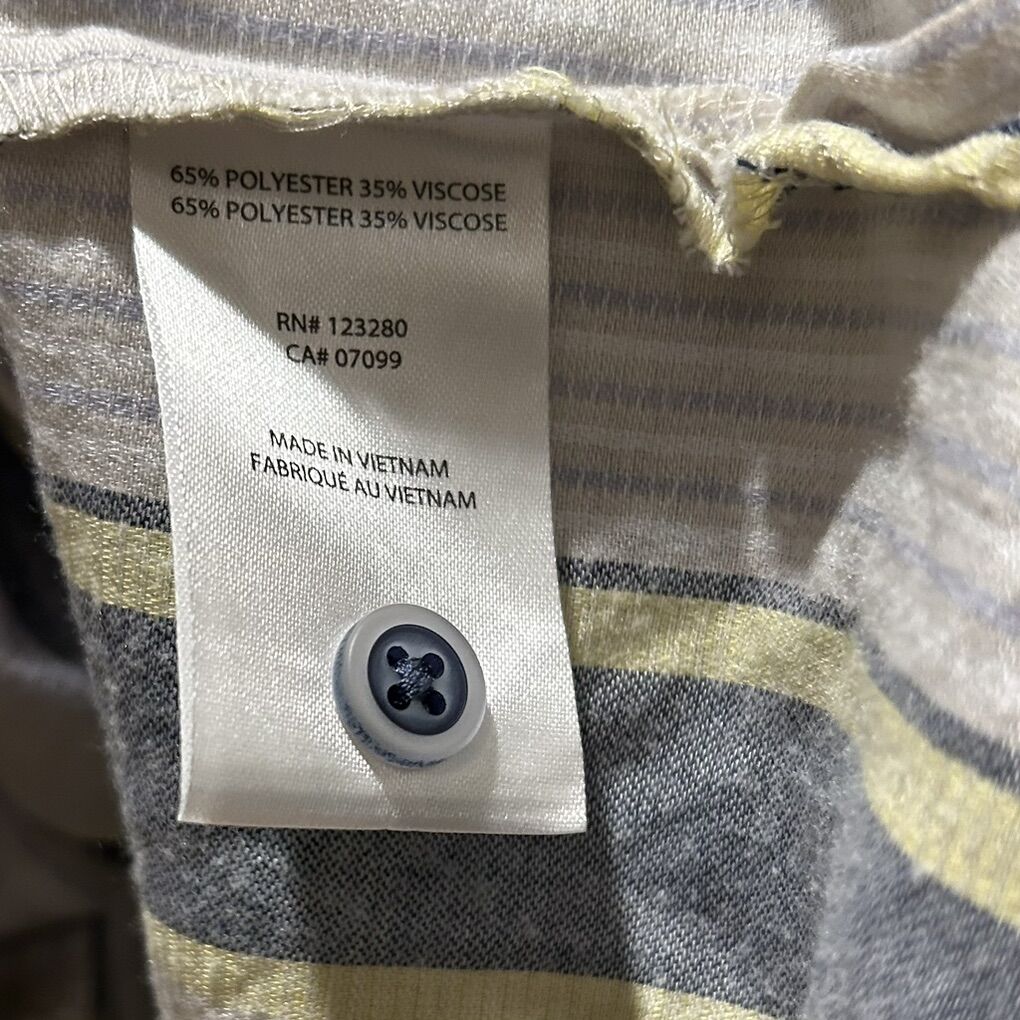 65% POLYESTER 35% VISCOSE
65% POLYESTER 35% VISCOSE
RN# 123280
CA# 07099
MADE IN VIETNAM
FABRIQUÉ AU VIETNAM